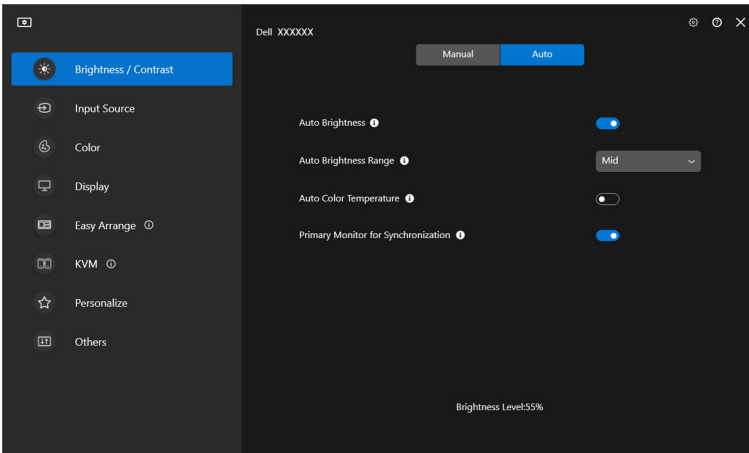 Dell XXXXXX
Manual Auto
Brightness / Contrast
Input Source
Color
Display
Easy Arrange
KVM
Personalize
Others
Auto Brightness
Auto Brightness Range Mid
Auto Color Temperature
Primary Monitor for Synchronization
Brightness Level:55%